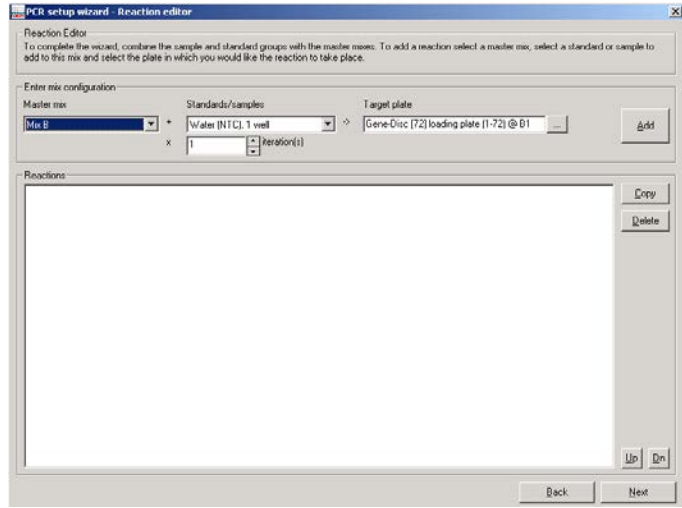 PCR setup wizard - Reaction editor
Reaction Editor
To complete the wizard, combine the sample and standard groups with the master mixes. To add a reaction select a master mix, select a standard or sample to
add to this mix and select the plate in which you would like the reaction to take place.
Enter mix configuration
Master mix Standards/samples Target plate
Mix B + Water (NTC), 1 well -> Gene-Disc (72) loading plate (1-72) @ B1 ... Add
x 1 iteration(s)
Reactions
Copy
Delete
Up Dn
Back Next